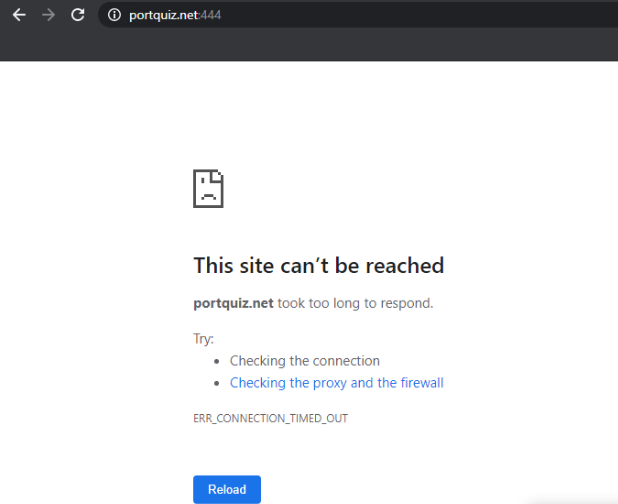 portquiz.net:444
This site can't be reached
portquiz.net took too long to respond.
Try:
• Checking the connection
• Checking the proxy and the firewall
ERR_CONNECTION_TIMED_OUT
Reload